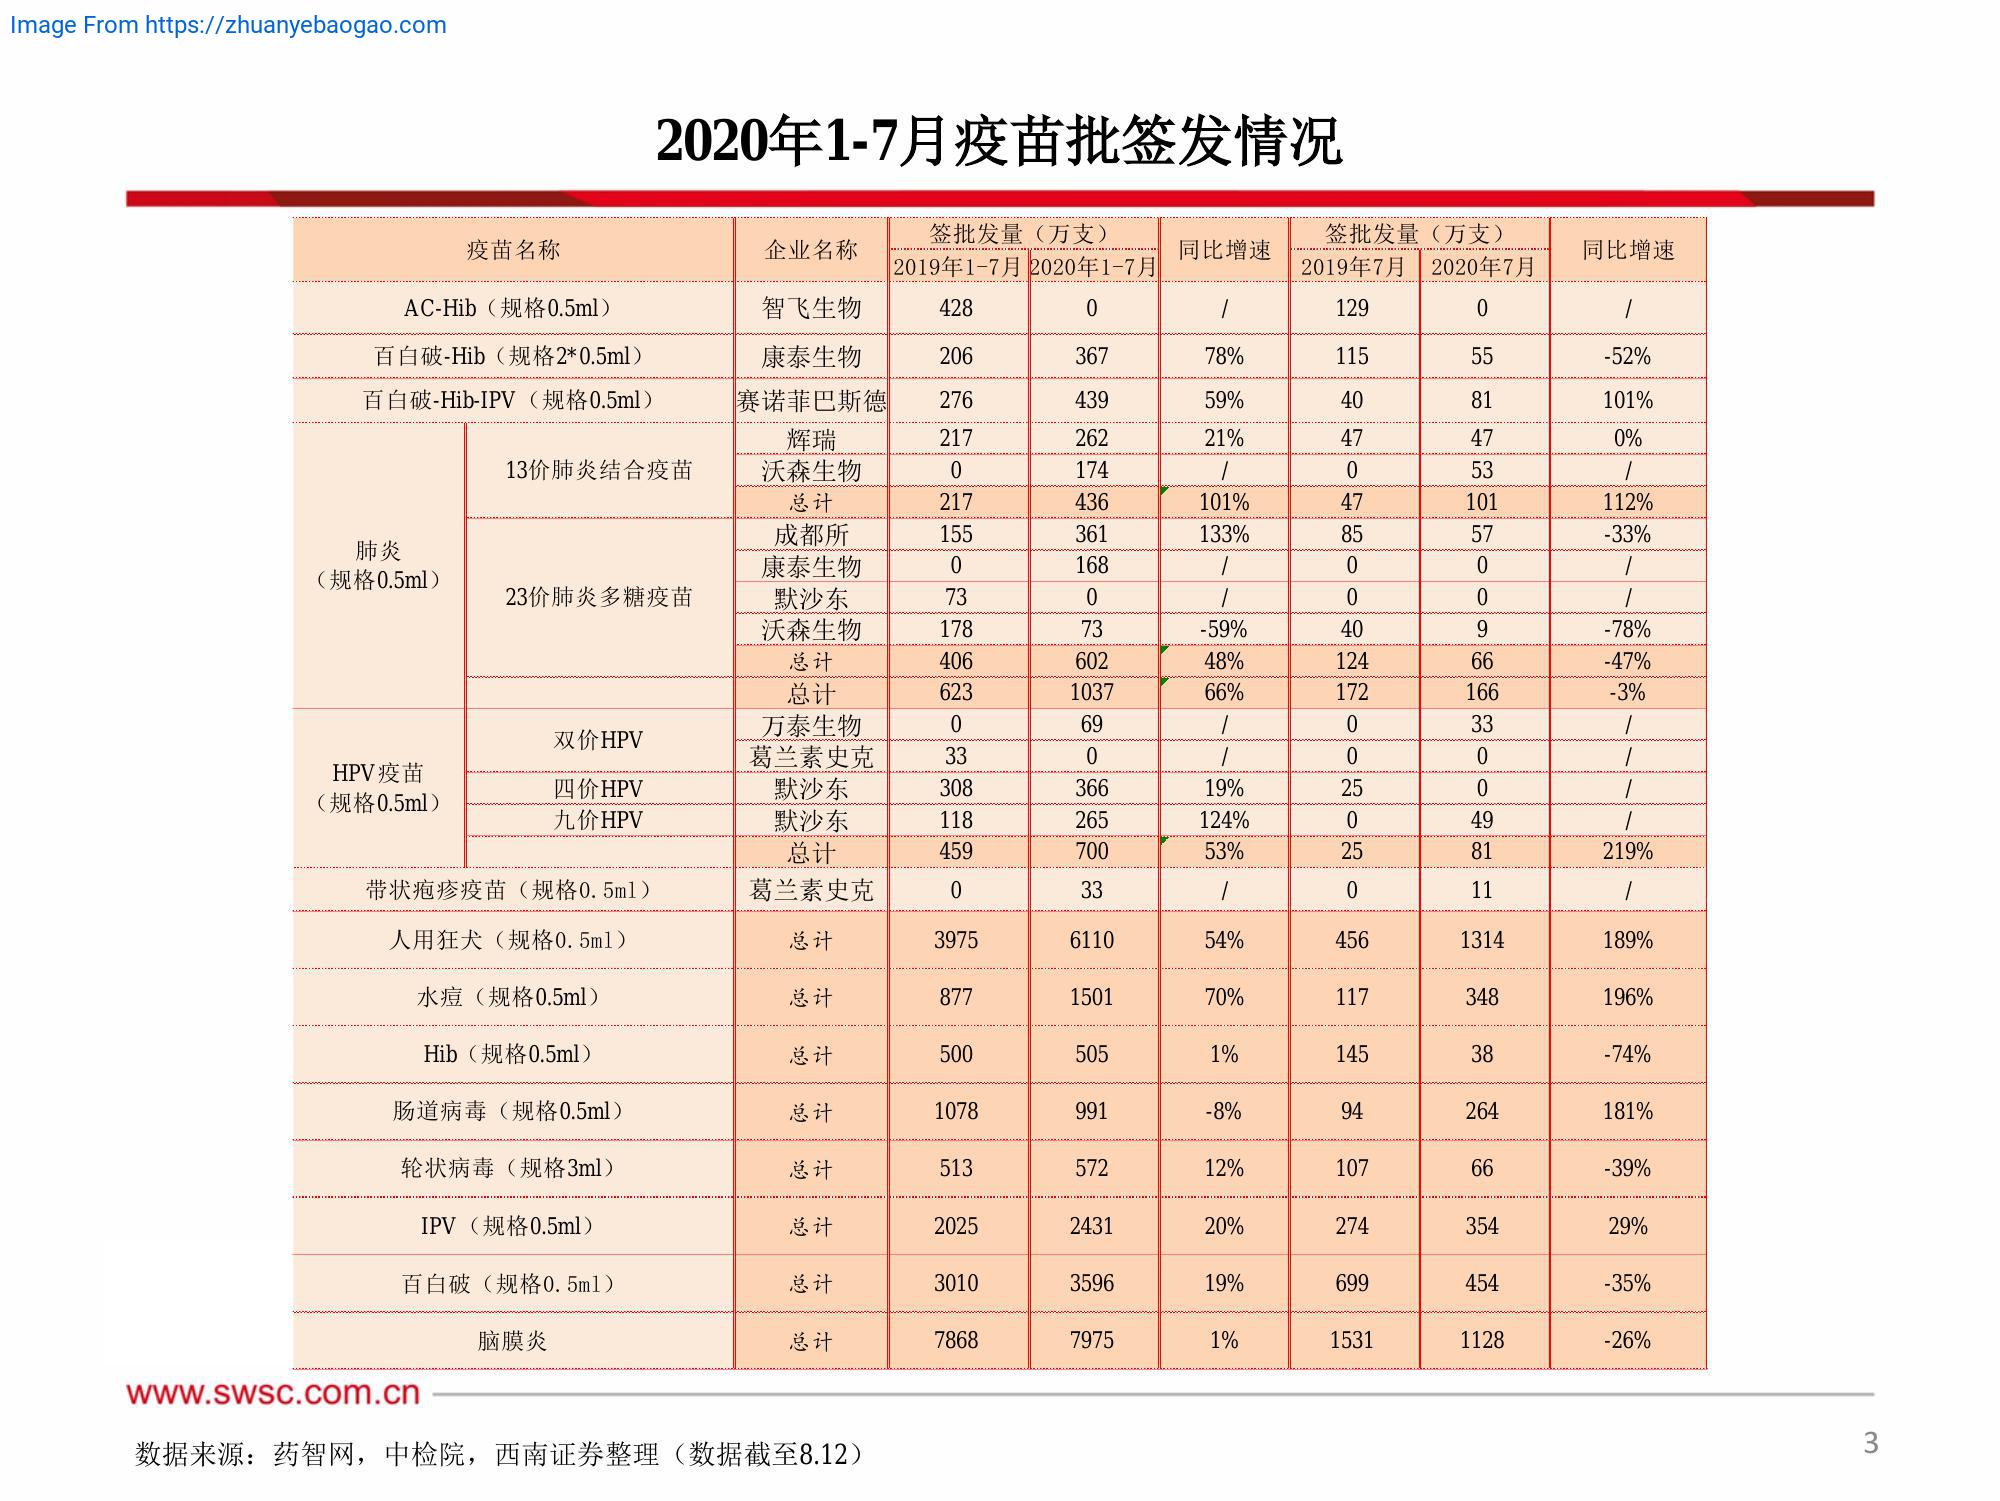 Image From https://zhuanyebaogao.com
2020年1-7月疫苗批签发情况
疫苗名称 企业名称 签批发量（万支） 同比增速 签批发量（万支） 同比增速
2019年1-7月 2020年1-7月 2019年7月 2020年7月
AC-Hib（规格0.5ml） 智飞生物 428 0 / 129 0 /
百白破-Hib（规格2*0.5ml） 康泰生物 206 367 78% 115 55 -52%
百白破-Hib-IPV（规格0.5ml） 赛诺菲巴斯德 276 439 59% 40 81 101%
肺炎
（规格0.5ml）
13价肺炎结合疫苗 辉瑞 217 262 21% 47 47 0%
沃森生物 0 174 / 0 53 /
总计 217 436 101% 47 101 112%
23价肺炎多糖疫苗 成都所 155 361 133% 85 57 -33%
康泰生物 0 168 / 0 0 /
默沙东 73 0 / 0 0 /
沃森生物 178 73 -59% 40 9 -78%
总计 406 602 48% 124 66 -47%
总计 623 1037 66% 172 166 -3%
HPV疫苗
（规格0.5ml）
双价HPV 万泰生物 0 69 / 0 33 /
葛兰素史克 33 0 / 0 0 /
四价HPV 默沙东 308 366 19% 25 0 /
九价HPV 默沙东 118 265 124% 0 49 /
总计 459 700 53% 25 81 219%
带状疱疹疫苗（规格0.5ml） 葛兰素史克 0 33 / 0 11 /
人用狂犬（规格0.5ml） 总计 3975 6110 54% 456 1314 189%
水痘（规格0.5ml） 总计 877 1501 70% 117 348 196%
Hib（规格0.5ml） 总计 500 505 1% 145 38 -74%
肠道病毒（规格0.5ml） 总计 1078 991 -8% 94 264 181%
轮状病毒（规格3ml） 总计 513 572 12% 107 66 -39%
IPV（规格0.5ml） 总计 2025 2431 20% 274 354 29%
百白破（规格0.5ml） 总计 3010 3596 19% 699 454 -35%
脑膜炎 总计 7868 7975 1% 1531 1128 -26%
www.swsc.com.cn
数据来源：药智网，中检院，西南证券整理（数据截至8.12）
3